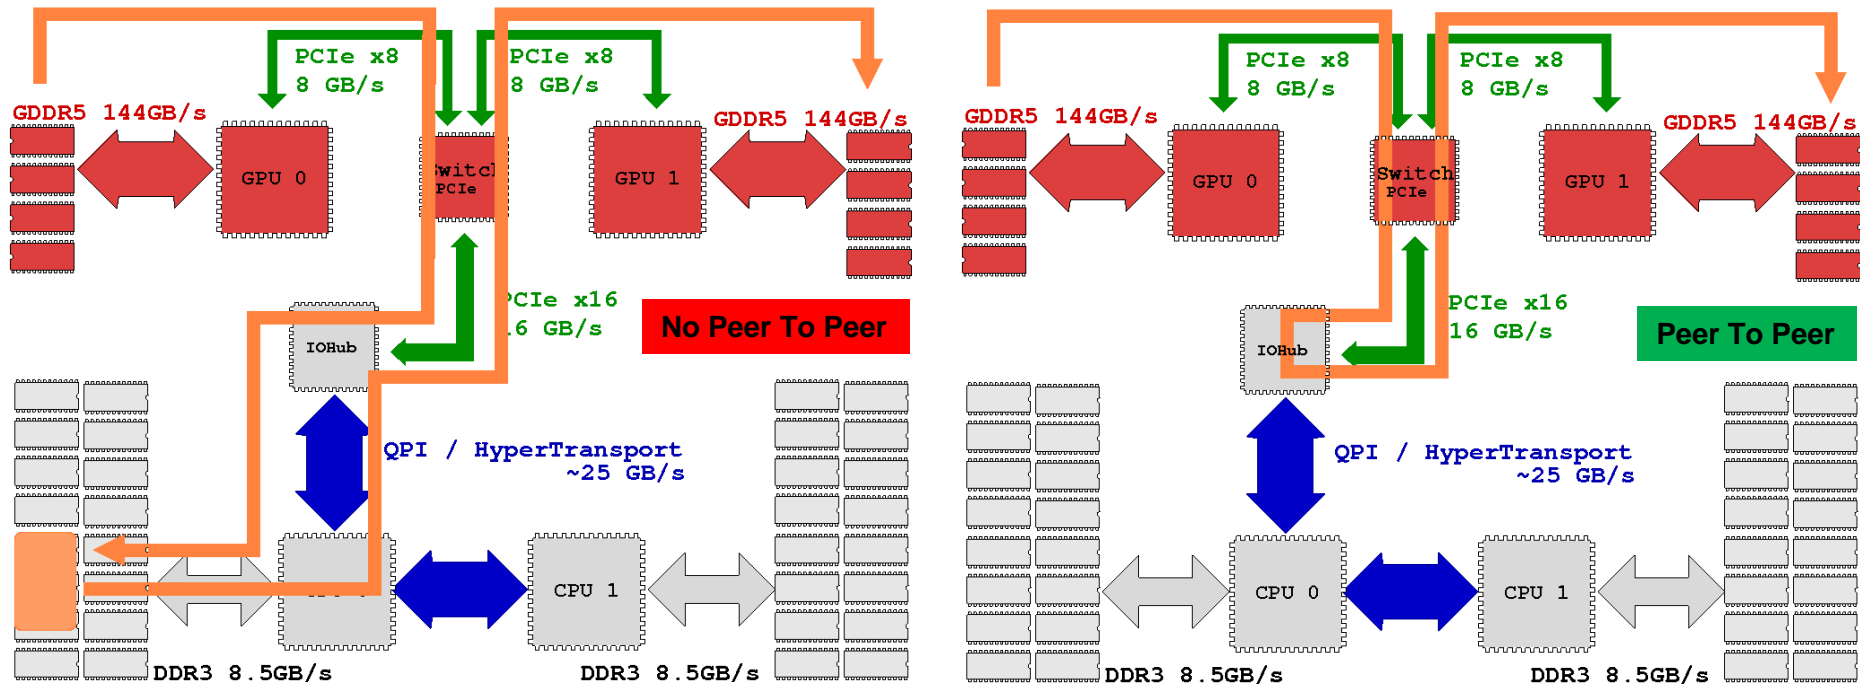 PCIe x8
8 GB/s
PCIe x8
8 GB/s
GDDR5 144GB/s
GDDR5 144GB/s
GPU 0
Switch
PCIe
GPU 1
PCIe x16
16 GB/s
No Peer To Peer
IOHub
QPI / HyperTransport
~25 GB/s
CPU 1
DDR3 8.5GB/s
DDR3 8.5GB/s
PCIe x8
8 GB/s
PCIe x8
8 GB/s
GDDR5 144GB/s
GDDR5 144GB/s
GPU 0
Switch
PCIe
GPU 1
PCIe x16
16 GB/s
Peer To Peer
IOHub
QPI / HyperTransport
~25 GB/s
CPU 0
CPU 1
DDR3 8.5GB/s
DDR3 8.5GB/s